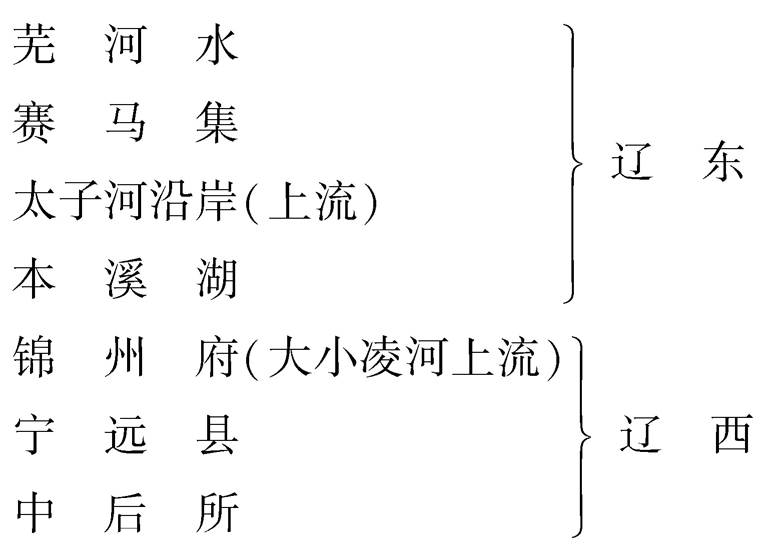 芜河水
赛马集
太子河沿岸(上流)
本溪湖
辽东
锦州府(大小凌河上流)
宁远县
中后所
辽西